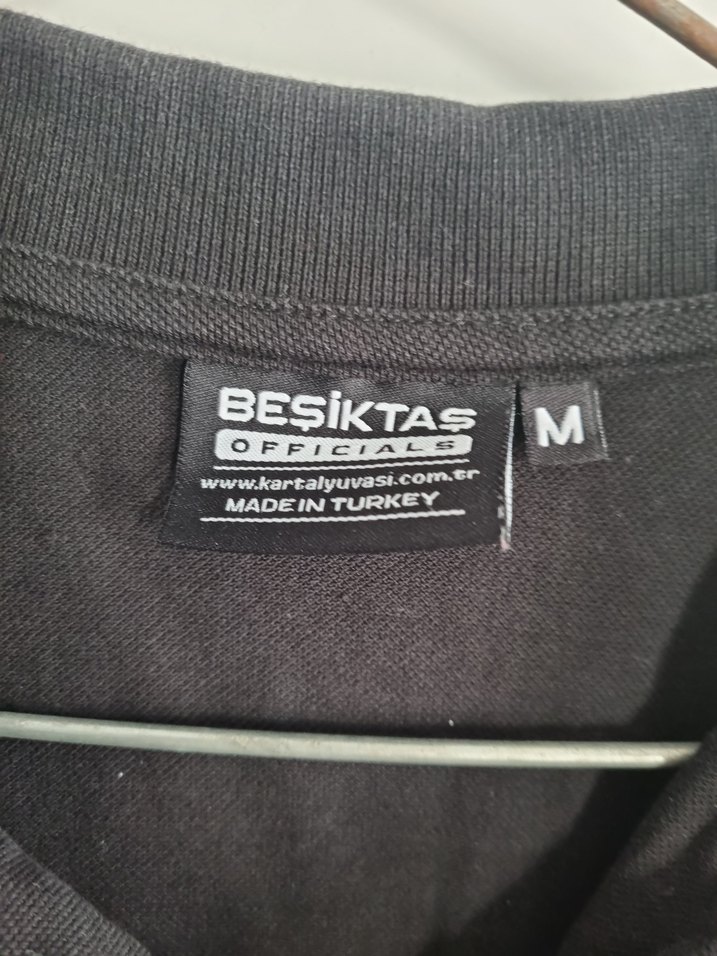 BEŞİKTAŞ
OFFICIALS
www.kartalyuvasi.com.tr
MADE IN TURKEY
M